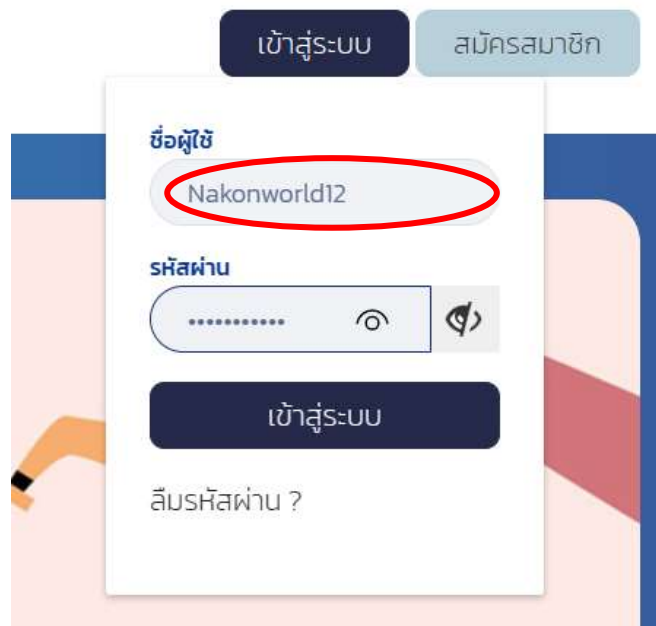 เข้าสู่ระบบ สมัครสมาชิก
ชื่อผู้ใช้
Nakonworld12
รหัสผ่าน
•••••••••••
เข้าสู่ระบบ
ลืมรหัสผ่าน ?